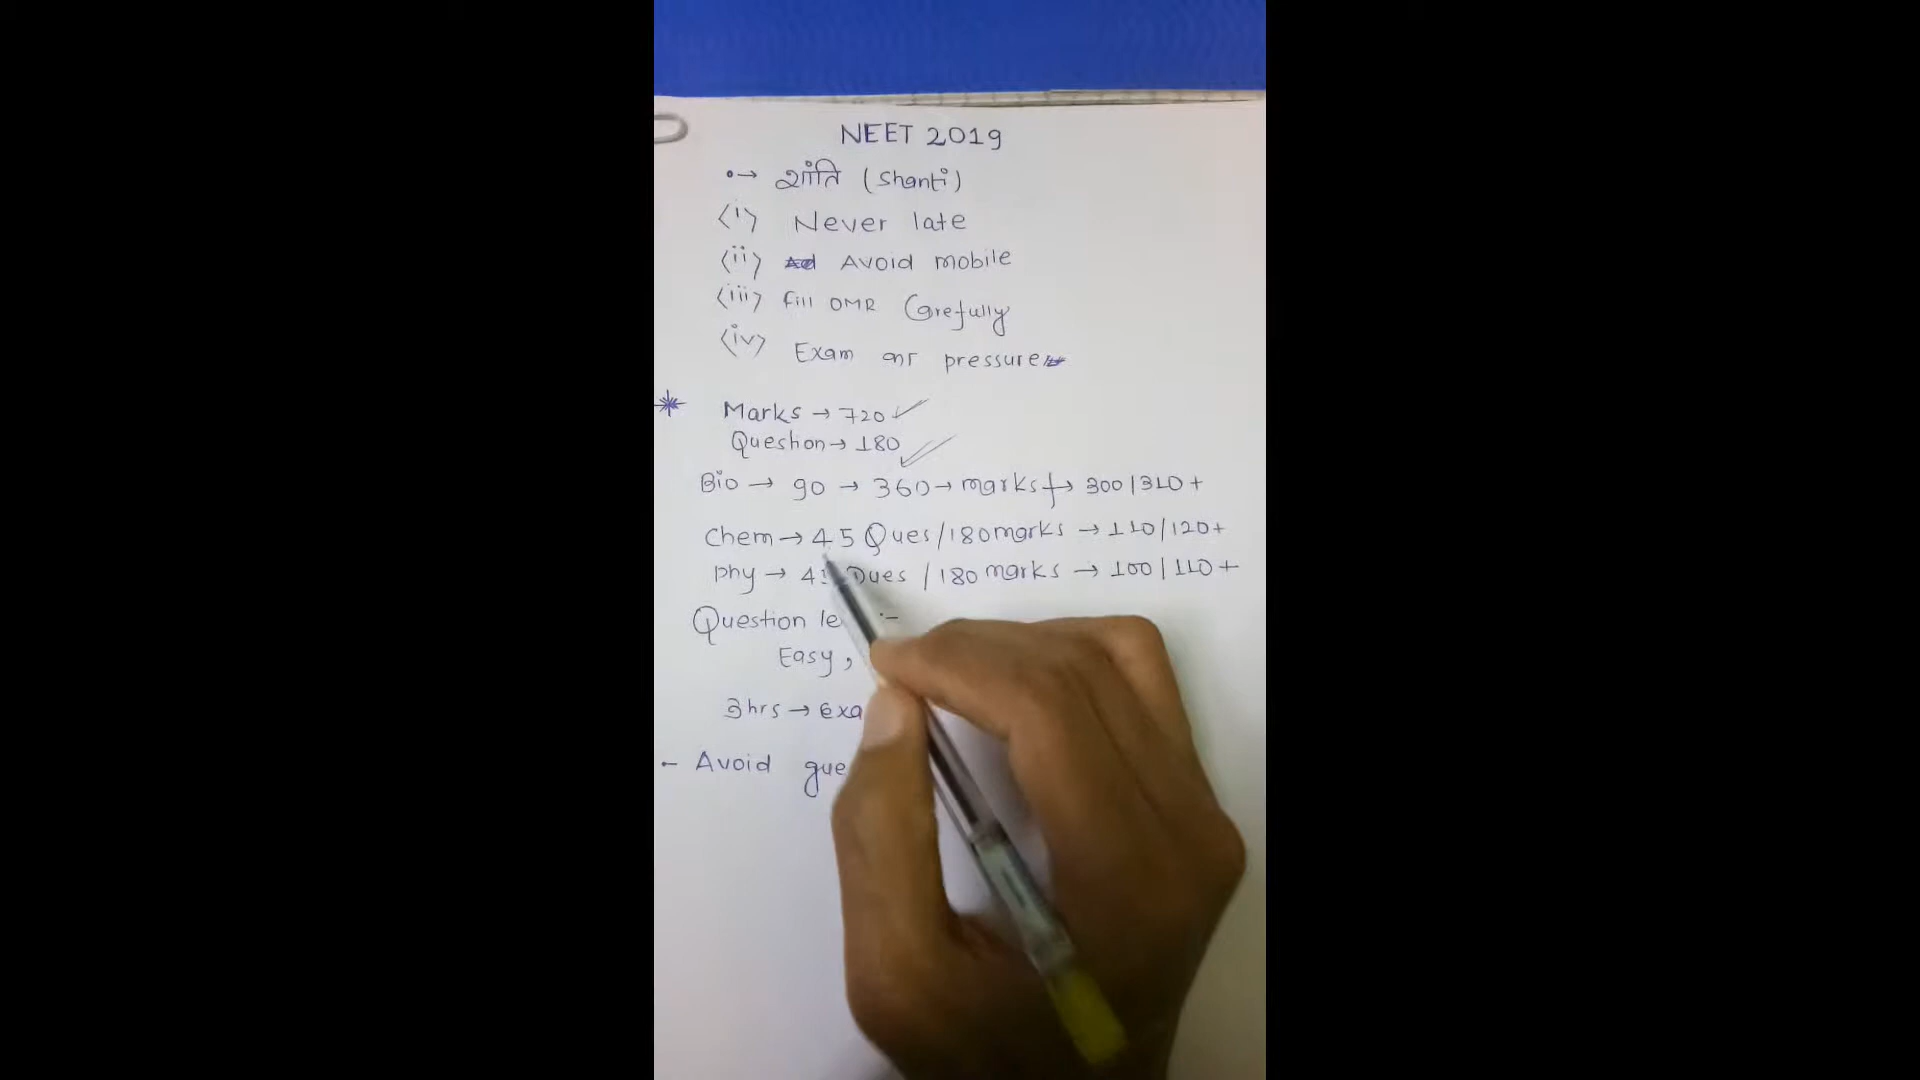 NEET 2019
•→ शांति (Shanti)
(i) Never late
(ii) Avoid mobile
(iii) Fill OMR Carefully
(iv) Exam का pressure
* Marks → 720 ✓
Question → 180 ✓
Bio → 90 → 360 → marks → 300/310+
Chem → 45 Ques/180 marks → 110/120+
Phy → 45 Ques /180 marks → 100/110+
Question :-
Easy,
3hrs →
- Avoid